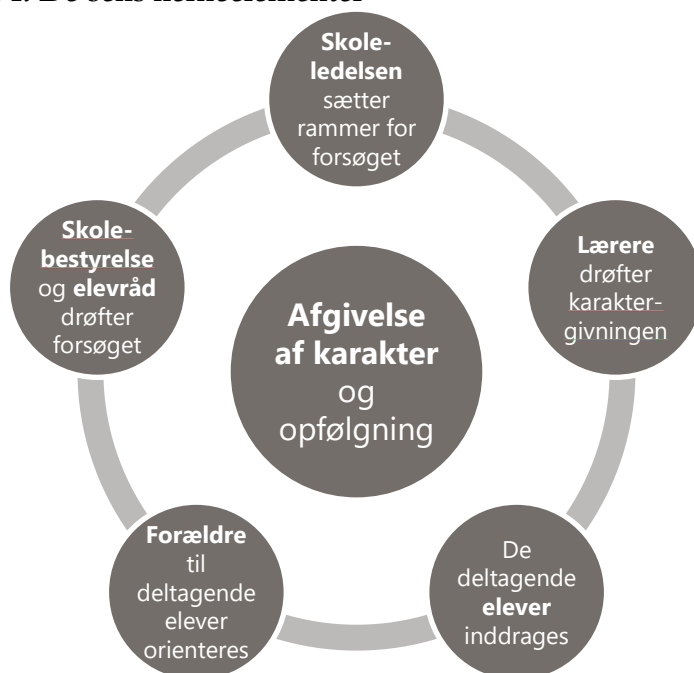 Skole-
ledelsen
sætter
rammer for
forsøget
Lærere
drøfter
karakter-
givningen
De
deltagende
elever
inddrages
Forældre
til
deltagende
elever
orienteres
Skole-
bestyrelse
og elevråd
drøfter
forsøget
Afgivelse
af karakter
og
opfølgning